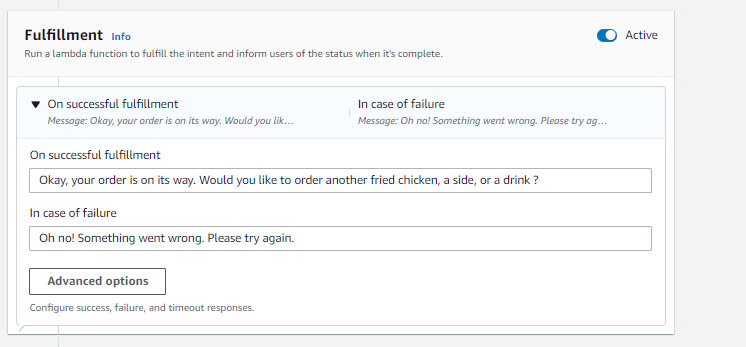 Fulfillment Info Active
Run a lambda function to fulfill the intent and inform users of the status when it's complete.
On successful fulfillment In case of failure
Message: Okay, your order is on its way. Would you lik... Message: Oh no! Something went wrong. Please try ag...
On successful fulfillment
Okay, your order is on its way. Would you like to order another fried chicken, a side, or a drink ?
In case of failure
Oh no! Something went wrong. Please try again.
Advanced options
Configure success, failure, and timeout responses.